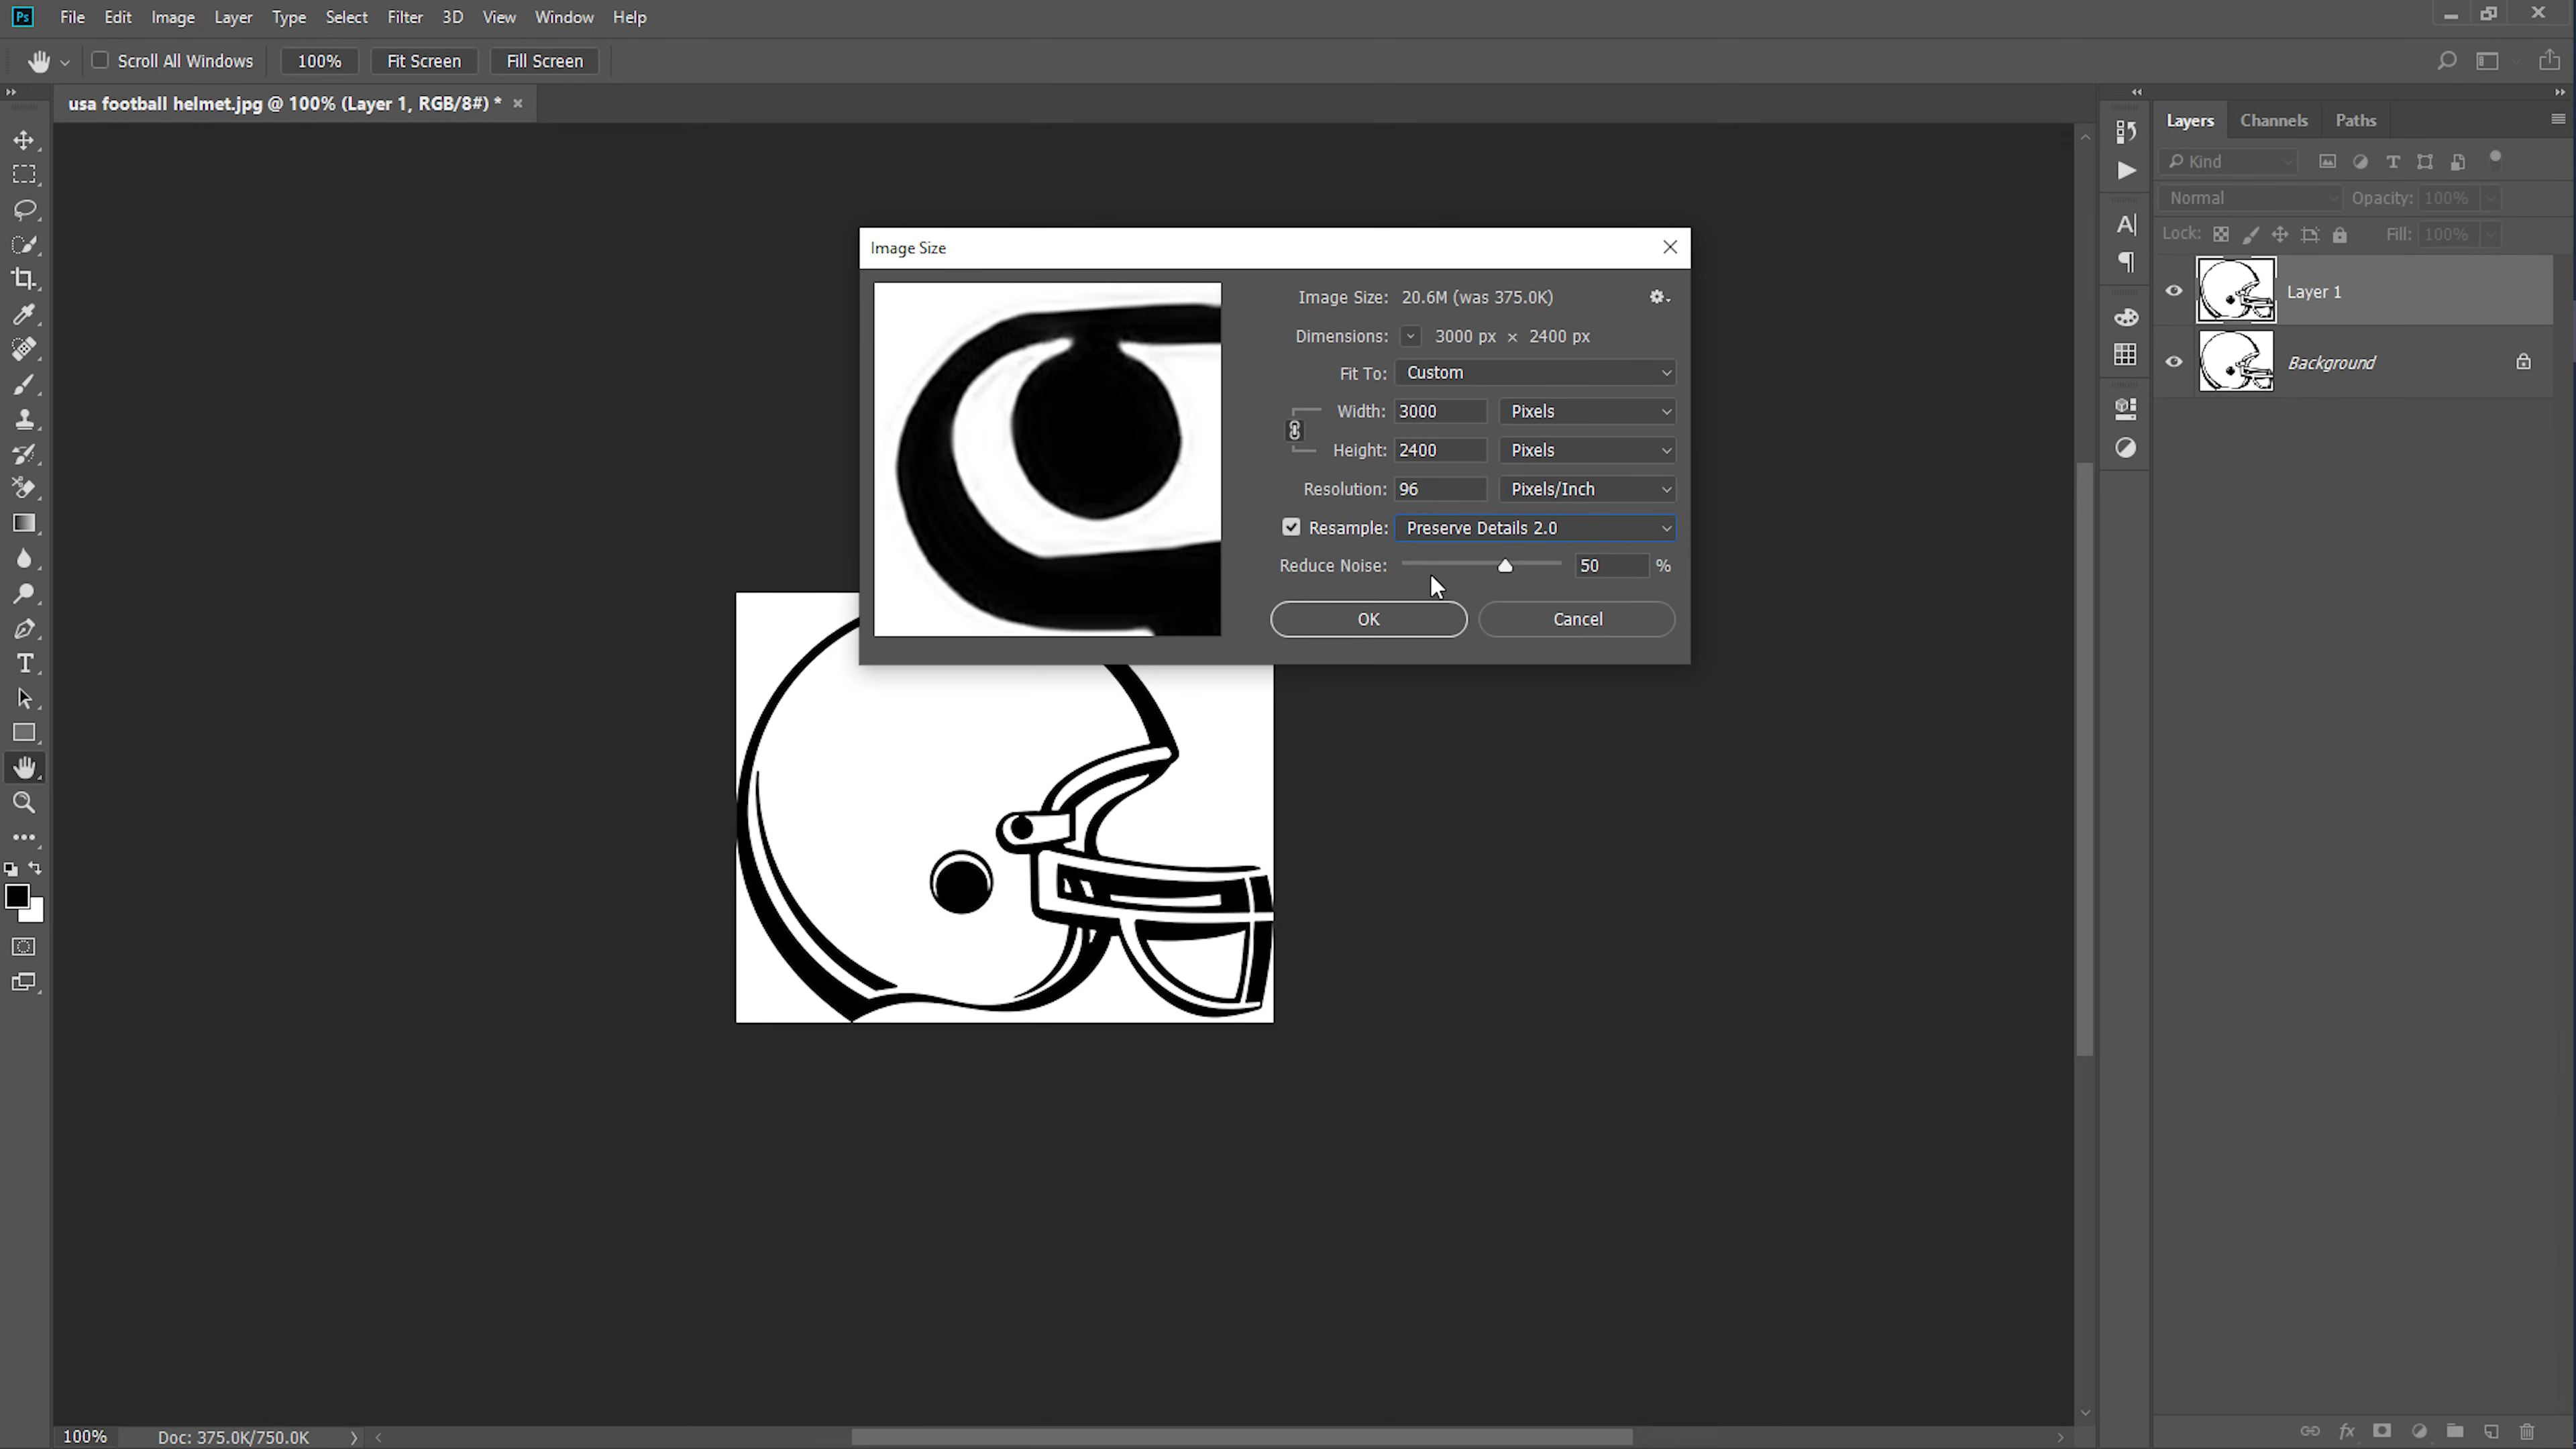 Ps File Edit Image Layer Type Select Filter 3D View Window Help
Scroll All Windows 100% Fit Screen Fill Screen
usa football helmet.jpg @ 100% (Layer 1, RGB/8#) * ×
Layers Channels Paths
Kind
Normal Opacity: 100%
Lock: Fill: 100%
Layer 1
Background
Image Size
Image Size: 20.6M (was 375.0K)
Dimensions: 3000 px × 2400 px
Fit To: Custom
Width: 3000 Pixels
Height: 2400 Pixels
Resolution: 96 Pixels/Inch
Resample: Preserve Details 2.0
Reduce Noise: 50 %
OK Cancel
100% Doc: 375.0K/750.0K
fx